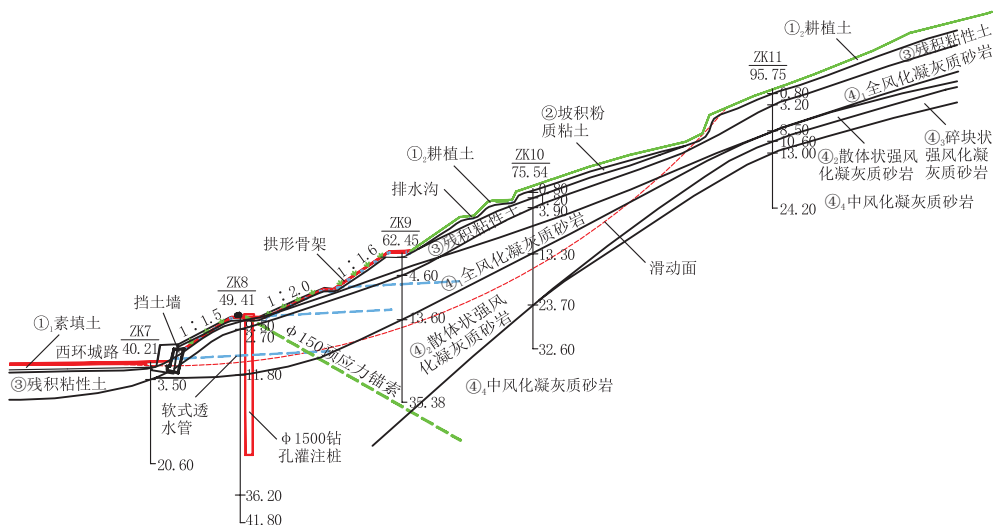 ①₂耕植土
③残积粘性土
④₁全风化凝灰质砂岩
ZK11
95.75
0.80
3.20
8.50
10.60
13.00
24.20
④₂散体状强风
化凝灰质砂岩
④₃碎块状
强风化凝
灰质砂岩
④₄中风化凝灰质砂岩
②坡积粉
质粘土
①₂耕植土
排水沟
ZK10
75.54
0.80
3.90
13.30
23.70
32.60
滑动面
③残积粘性土
④₁全风化凝灰质砂岩
④₂散体状强风
化凝灰质砂岩
④₄中风化凝灰质砂岩
ZK9
62.45
4.60
13.60
35.38
拱形骨架
1：1.6
1：2.0
1：1.5
ZK8
49.41
2.70
11.80
36.20
41.80
挡土墙
ZK7
40.21
3.50
20.60
①₁素填土
西环城路
③残积粘性土
软式透
水管
φ1500钻
孔灌注桩
φ150预应力锚索